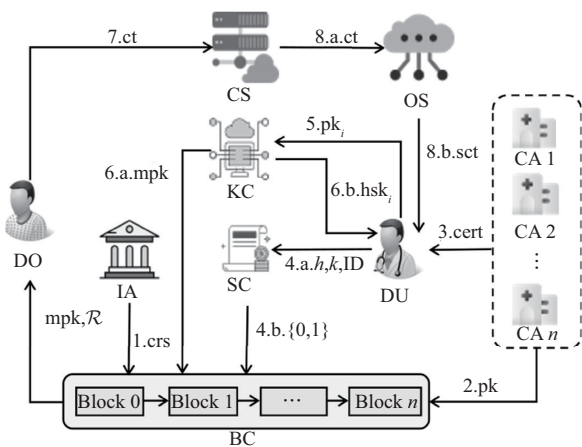 7.ct
8.a.ct
CS
OS
5.pkᵢ
CA 1
8.b.sct
6.a.mpk
KC
6.b.hskᵢ
CA 2
3.cert
DO
IA
SC
4.a.h,k,ID
DU
⋮
CA n
mpk,ℛ
1.crs
4.b.{0,1}
2.pk
Block 0
Block 1
⋯
Block n
BC